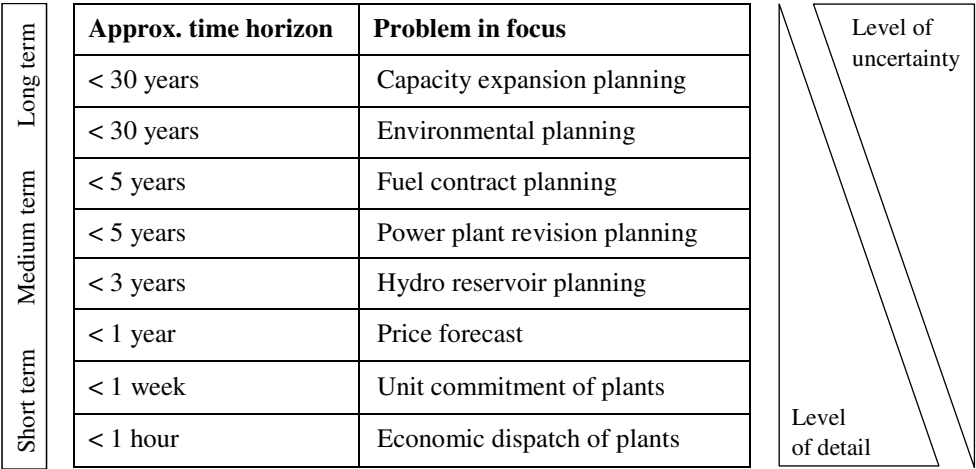 Long term
Medium term
Short term
Approx. time horizon Problem in focus
< 30 years Capacity expansion planning
< 30 years Environmental planning
< 5 years Fuel contract planning
< 5 years Power plant revision planning
< 3 years Hydro reservoir planning
< 1 year Price forecast
< 1 week Unit commitment of plants
< 1 hour Economic dispatch of plants
Level of
uncertainty
Level
of detail